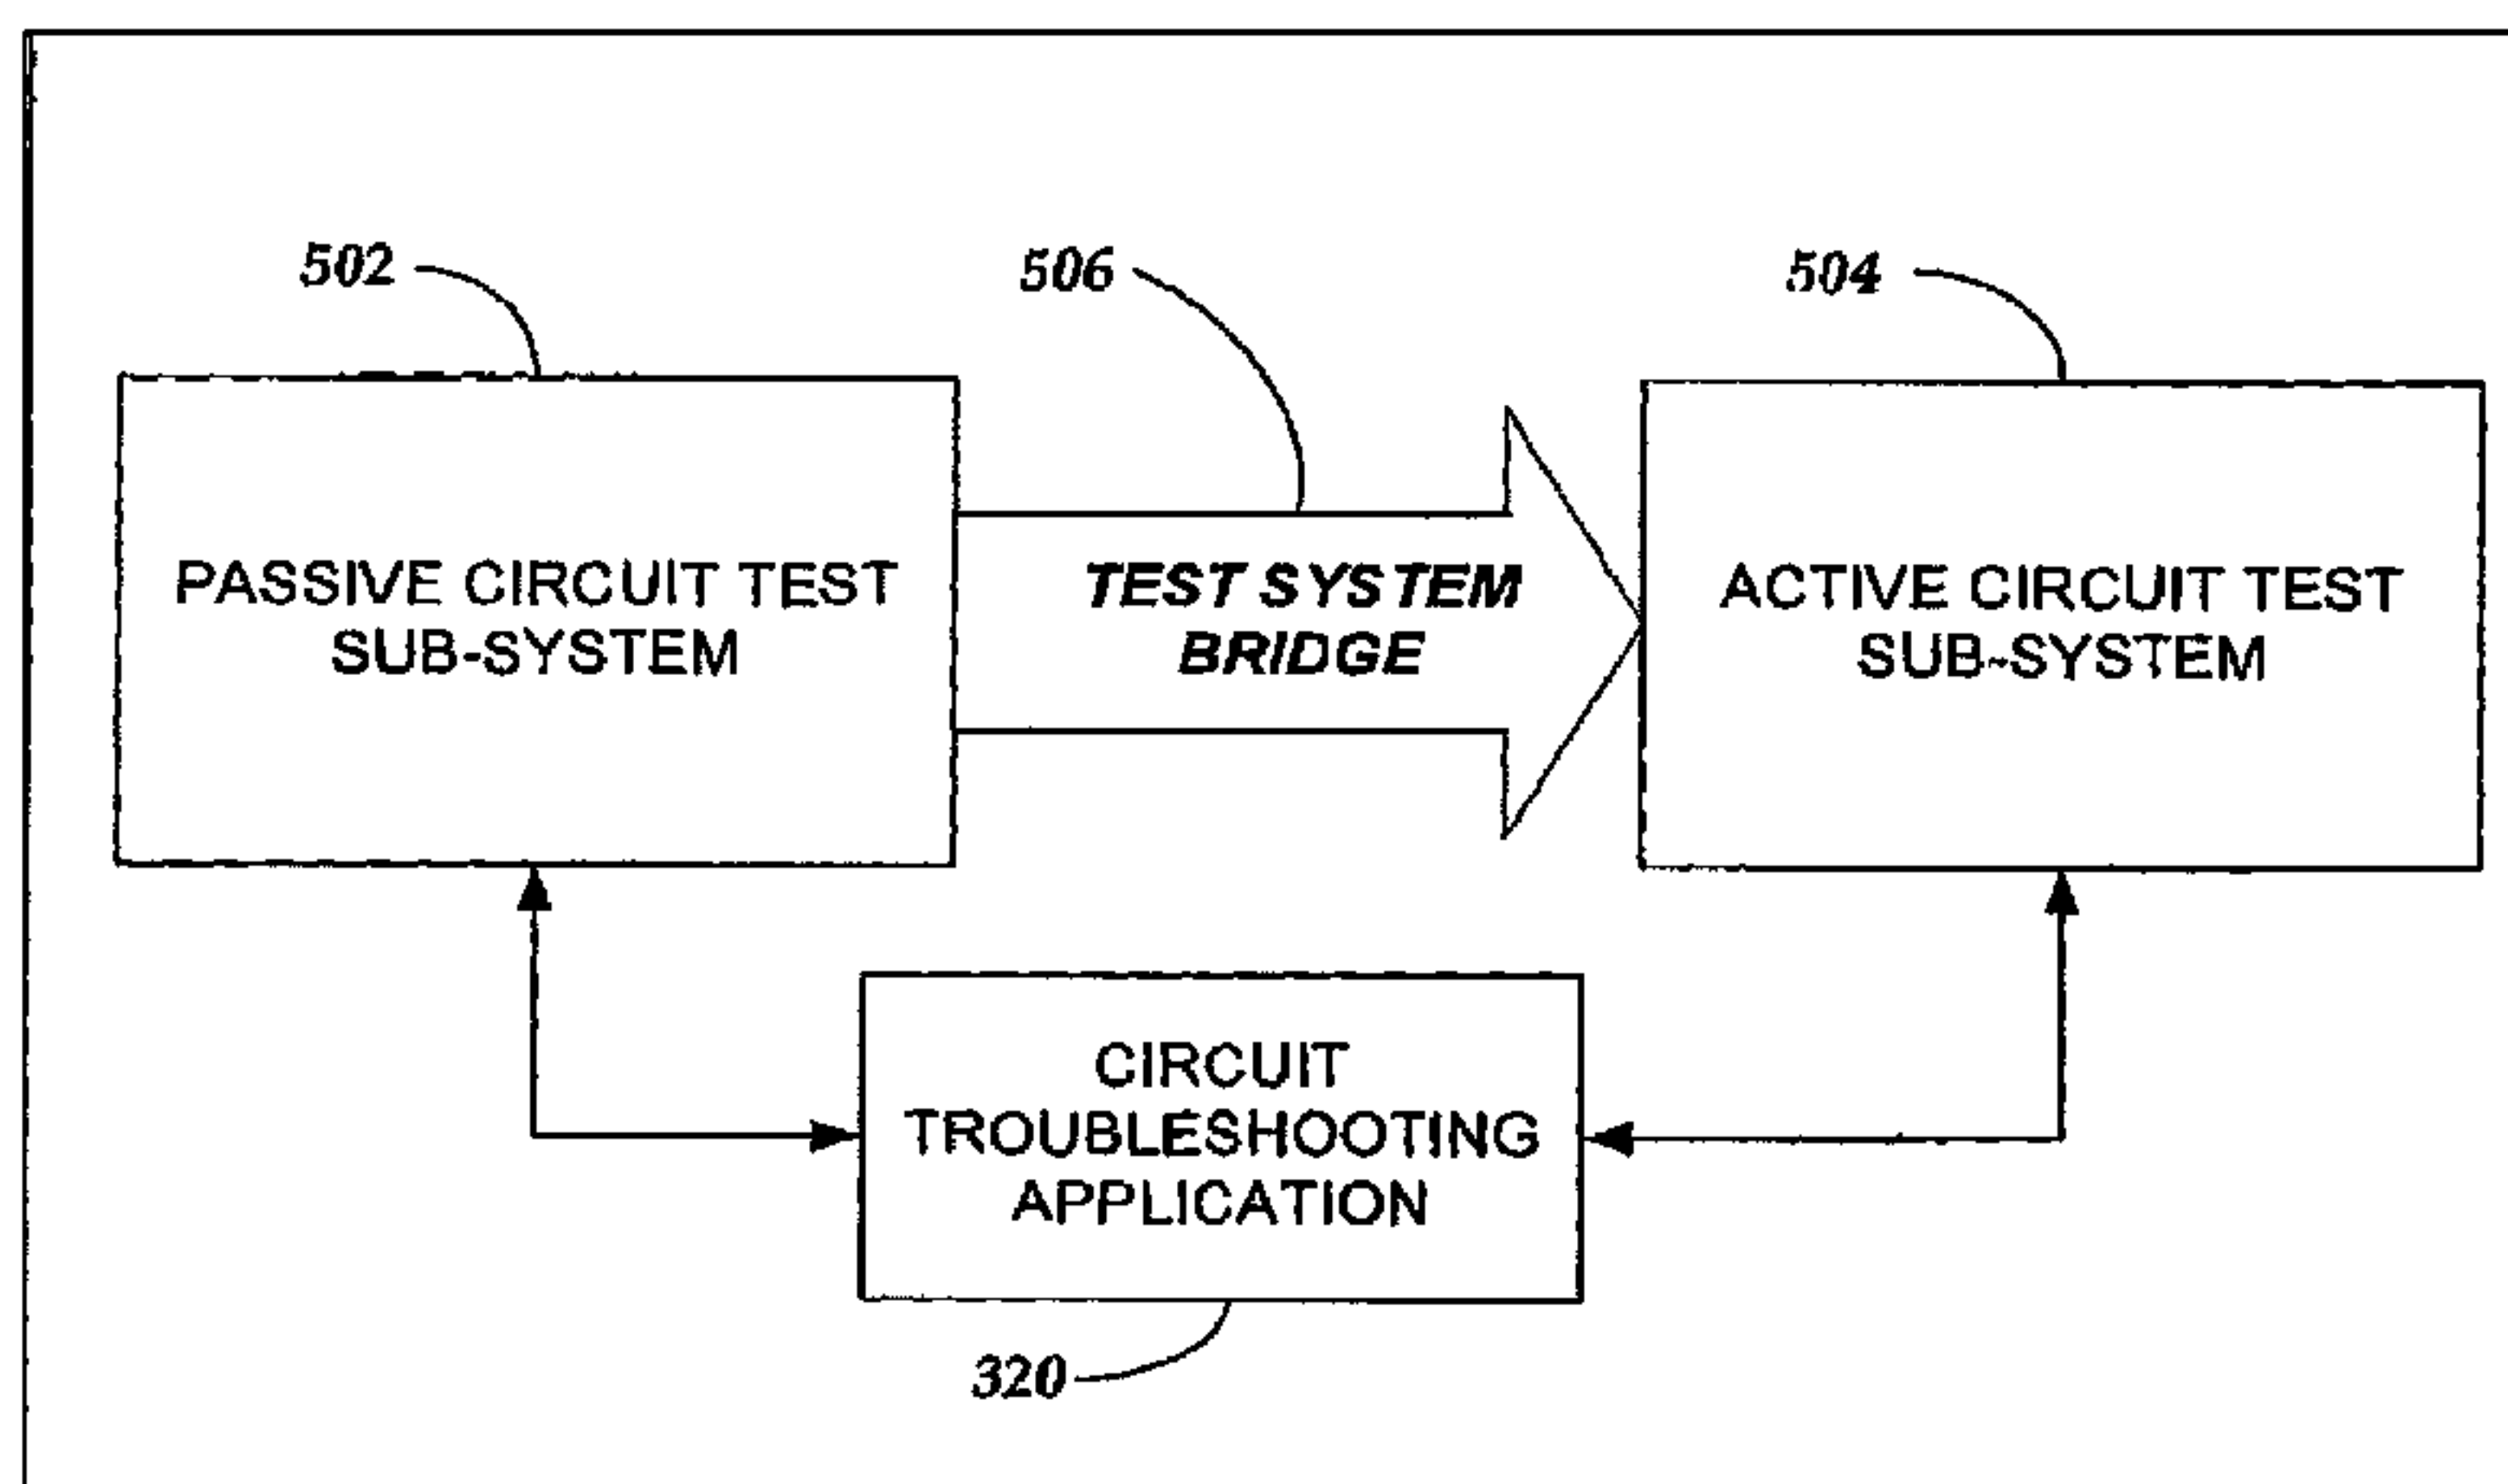 502
506
504
PASSIVE CIRCUIT TEST
SUB-SYSTEM
TEST SYSTEM
BRIDGE
ACTIVE CIRCUIT TEST
SUB-SYSTEM
CIRCUIT
TROUBLESHOOTING
APPLICATION
320